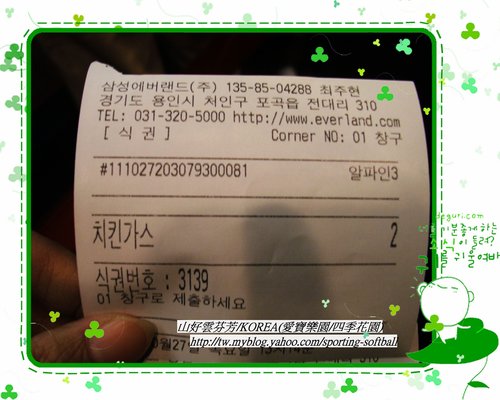 삼성에버랜드(주) 135-85-04288 최주현
경기도 용인시 처인구 포곡읍 전대리 310
TEL: 031-320-5000 http://www.everland.com
[ 식 권 ] Corner NO: 01 창구
#111027203079300081 알파인3
치킨가스 2
식권번호 : 3139
01 창구로 제출하세요
山好雲芬芳/KOREA(愛寶樂園/四季花園)
http://tw.myblog.yahoo.com/sporting-softball